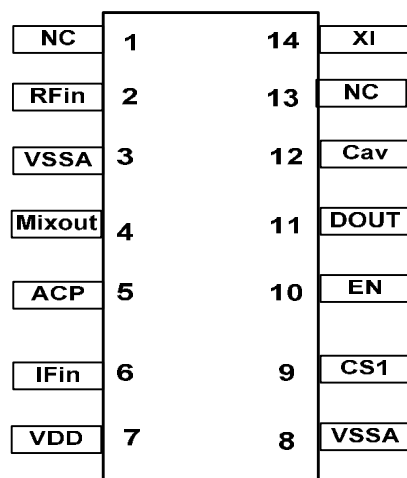 NC 1 14 XI
RFin 2 13 NC
VSSA 3 12 Cav
Mixout 4 11 DOUT
ACP 5 10 EN
IFin 6 9 CS1
VDD 7 8 VSSA